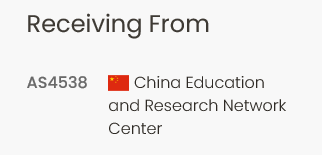 Receiving From
AS4538 China Education
and Research Network
Center